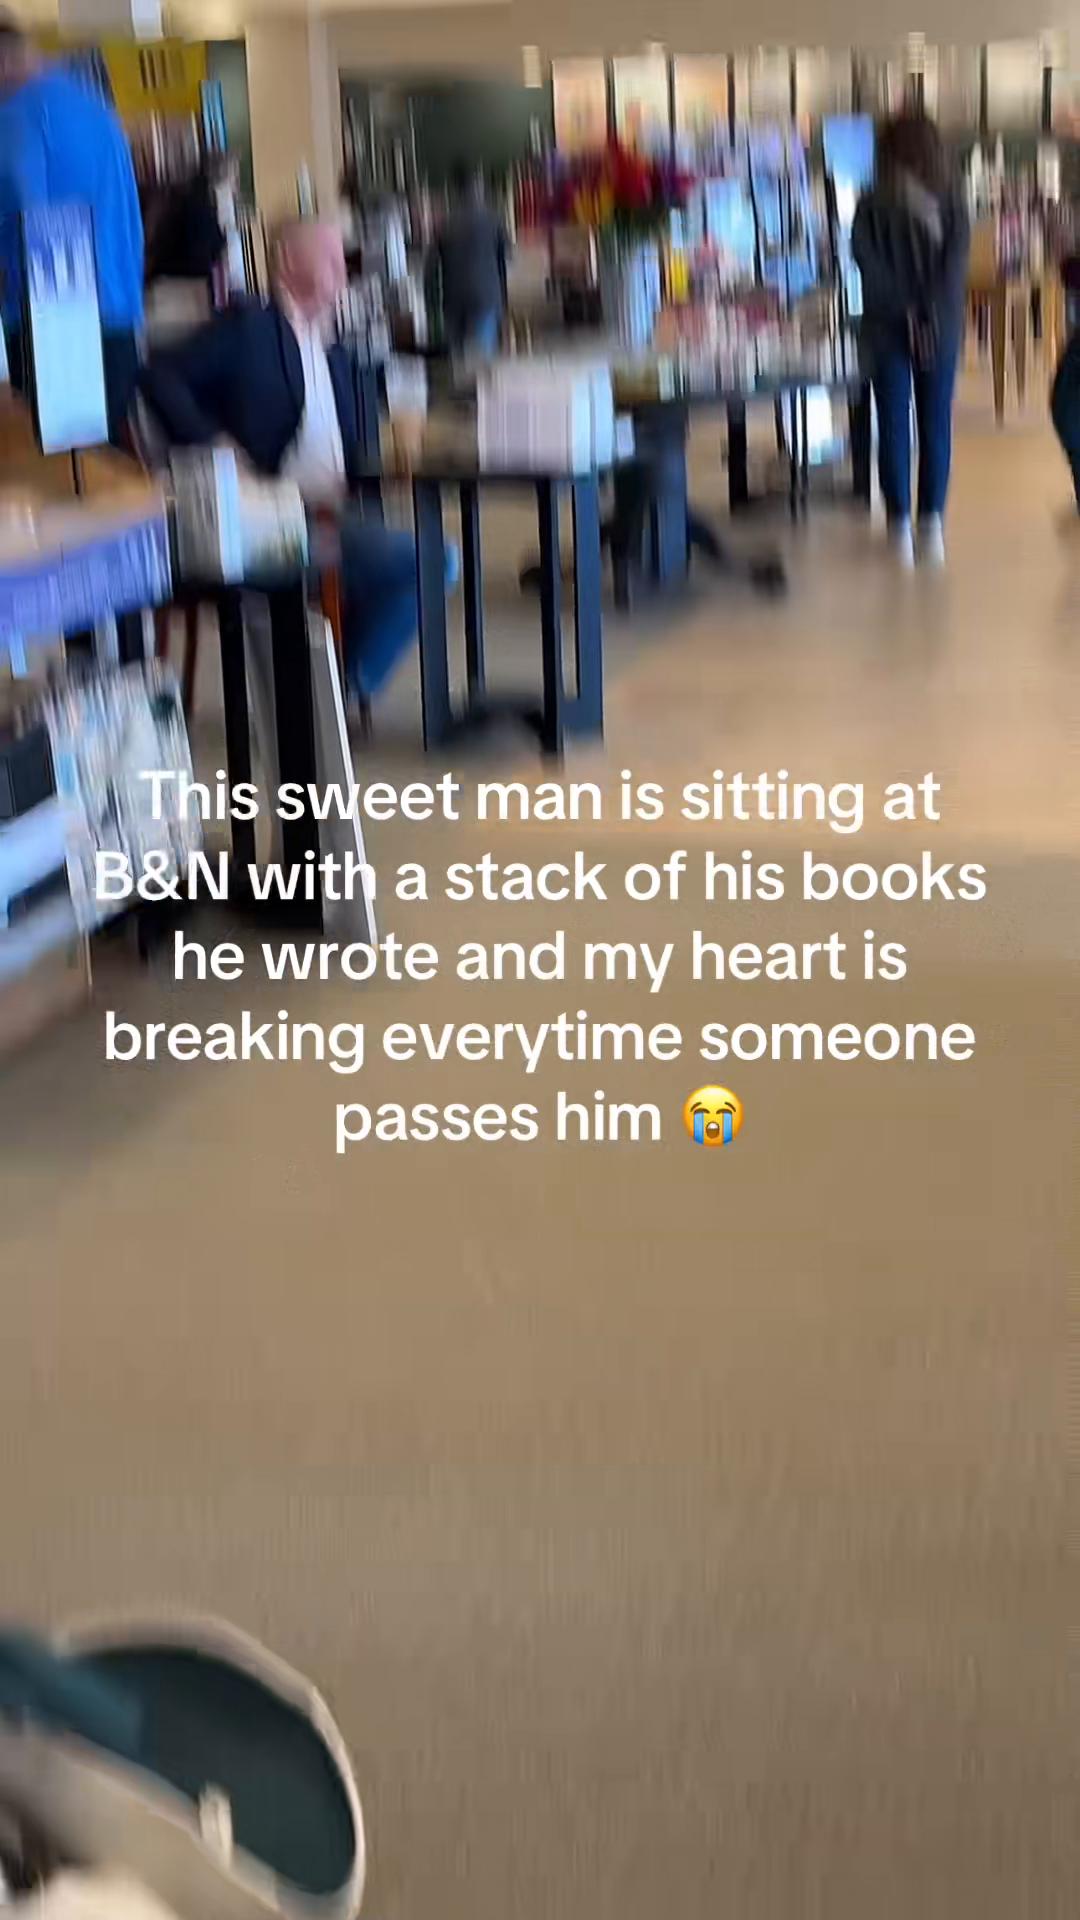 This sweet man is sitting at
B&N with a stack of his books
he wrote and my heart is
breaking everytime someone
passes him 😭